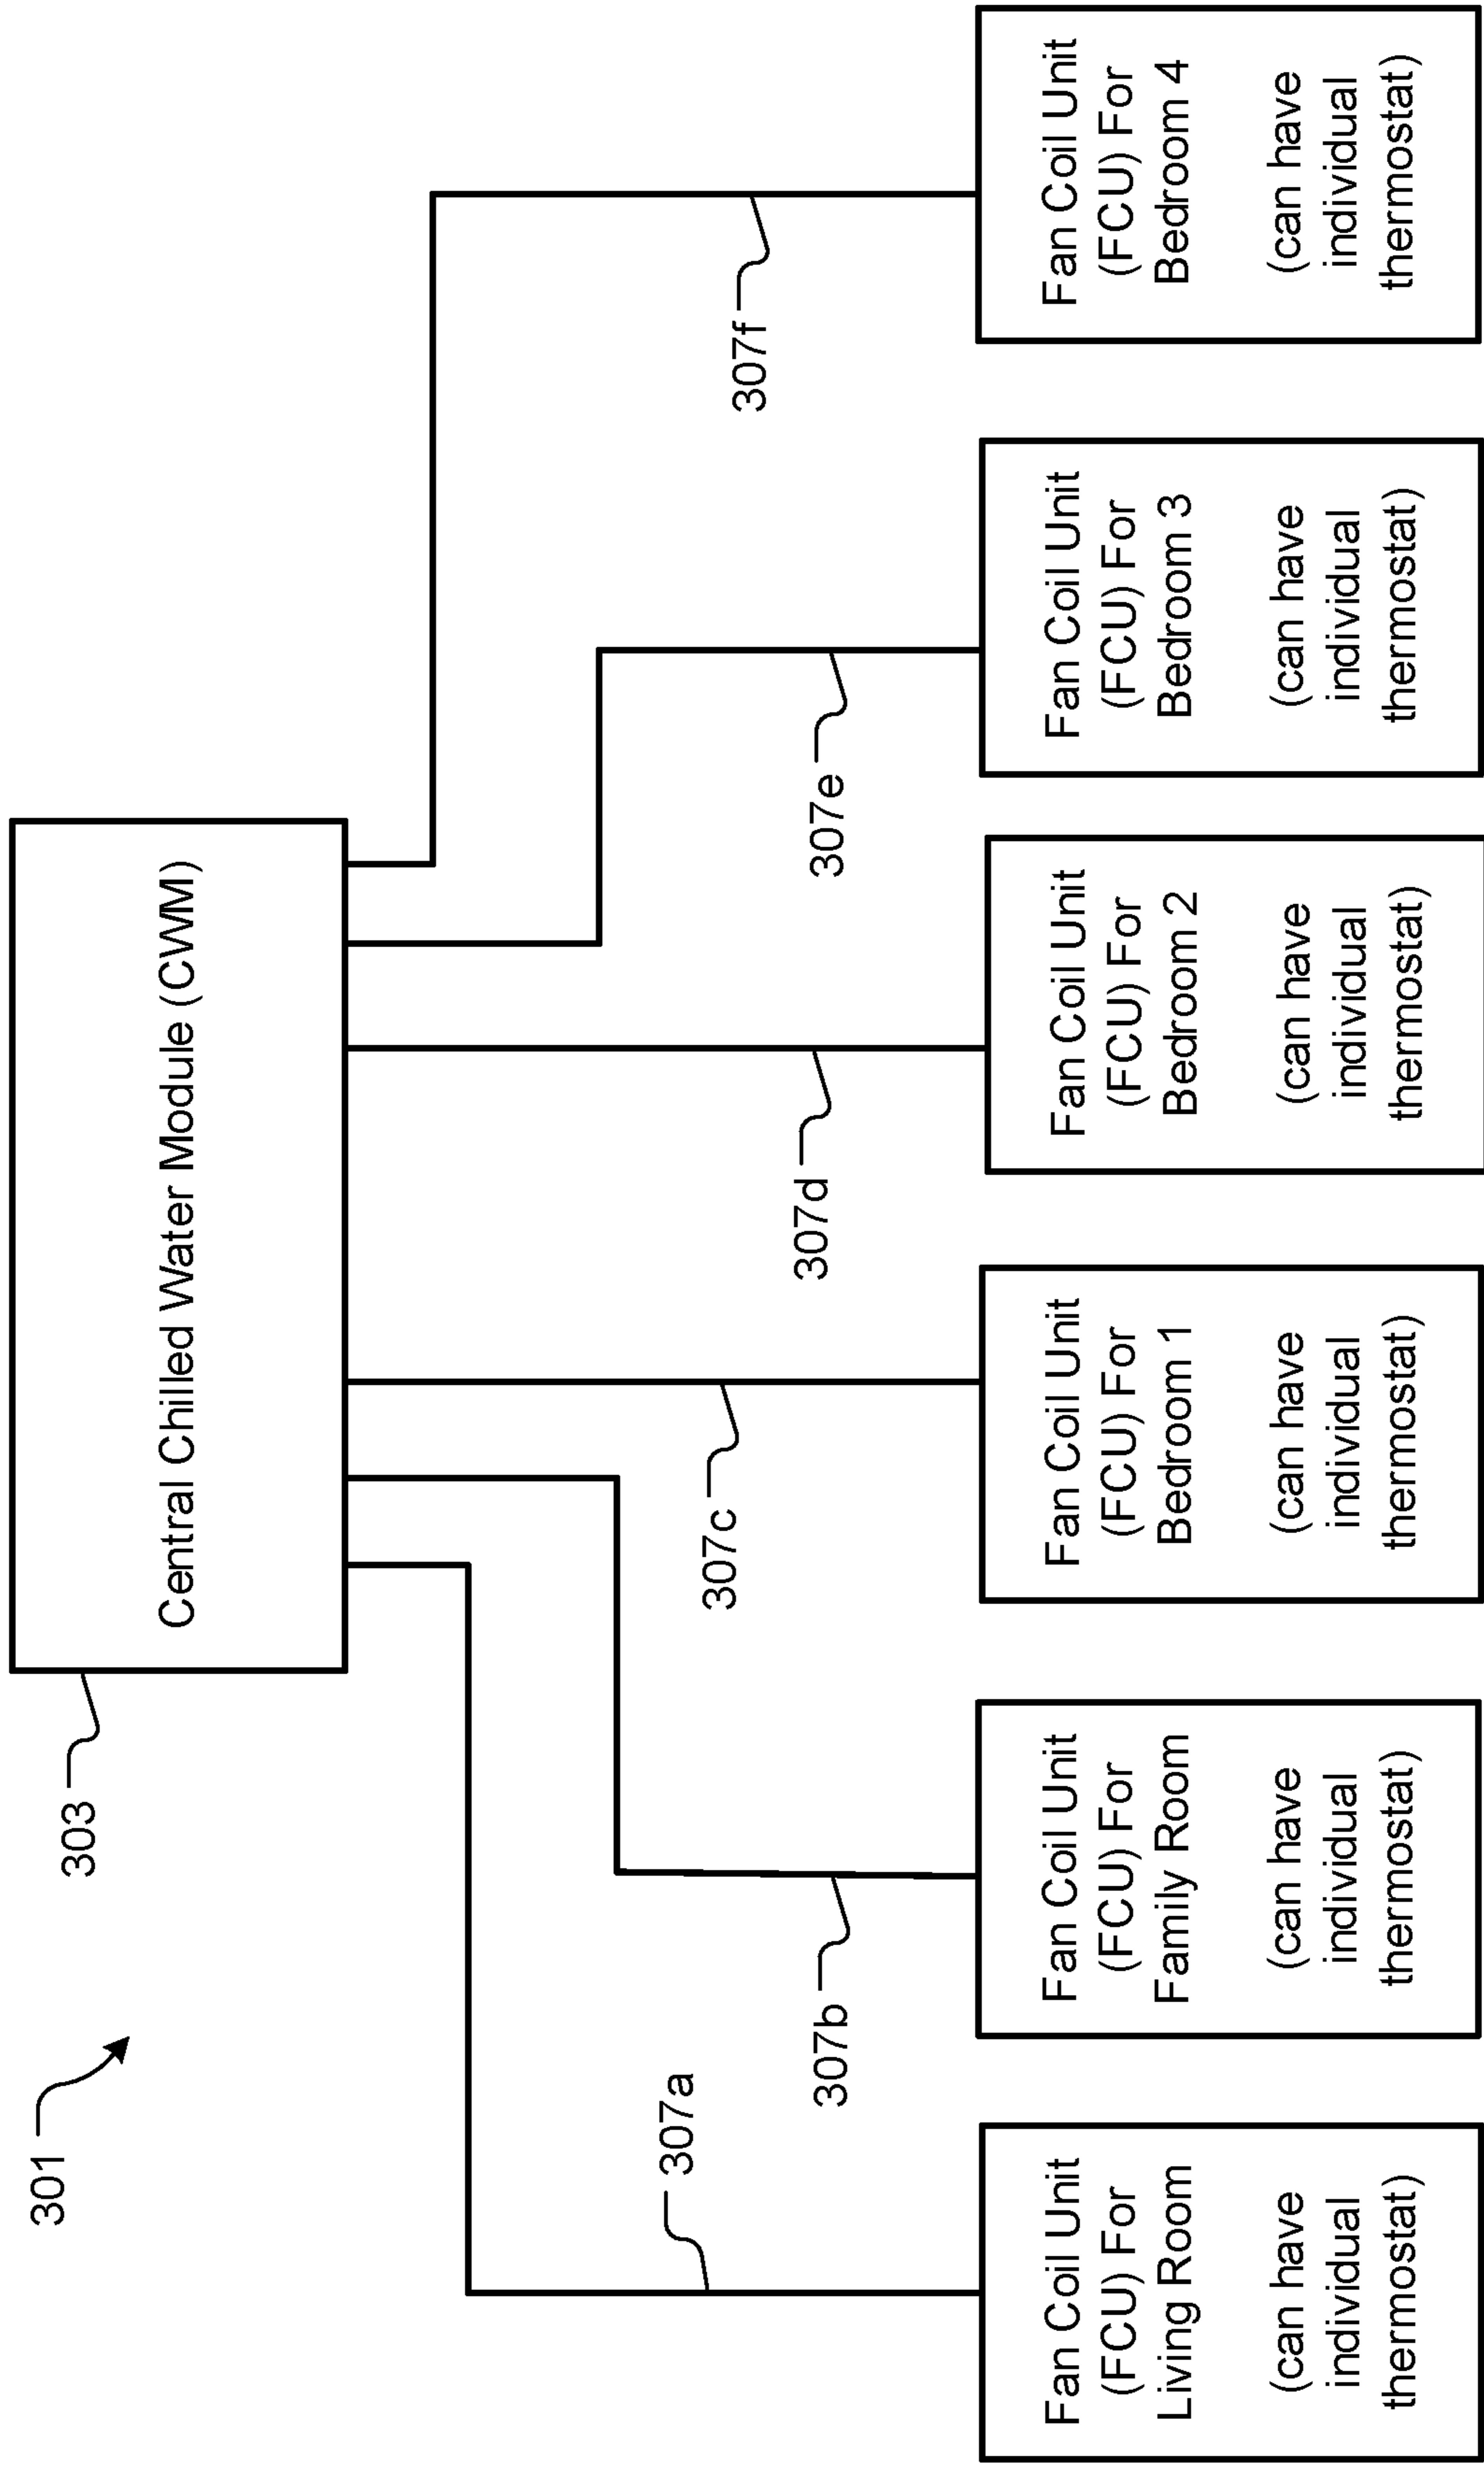 301
303
Central Chilled Water Module (CWM)
307a
307b
307c
307d
307e
307f
Fan Coil Unit
(FCU) For
Living Room
(can have
individual
thermostat)
Fan Coil Unit
(FCU) For
Family Room
(can have
individual
thermostat)
Fan Coil Unit
(FCU) For
Bedroom 1
(can have
individual
thermostat)
Fan Coil Unit
(FCU) For
Bedroom 2
(can have
individual
thermostat)
Fan Coil Unit
(FCU) For
Bedroom 3
(can have
individual
thermostat)
Fan Coil Unit
(FCU) For
Bedroom 4
(can have
individual
thermostat)